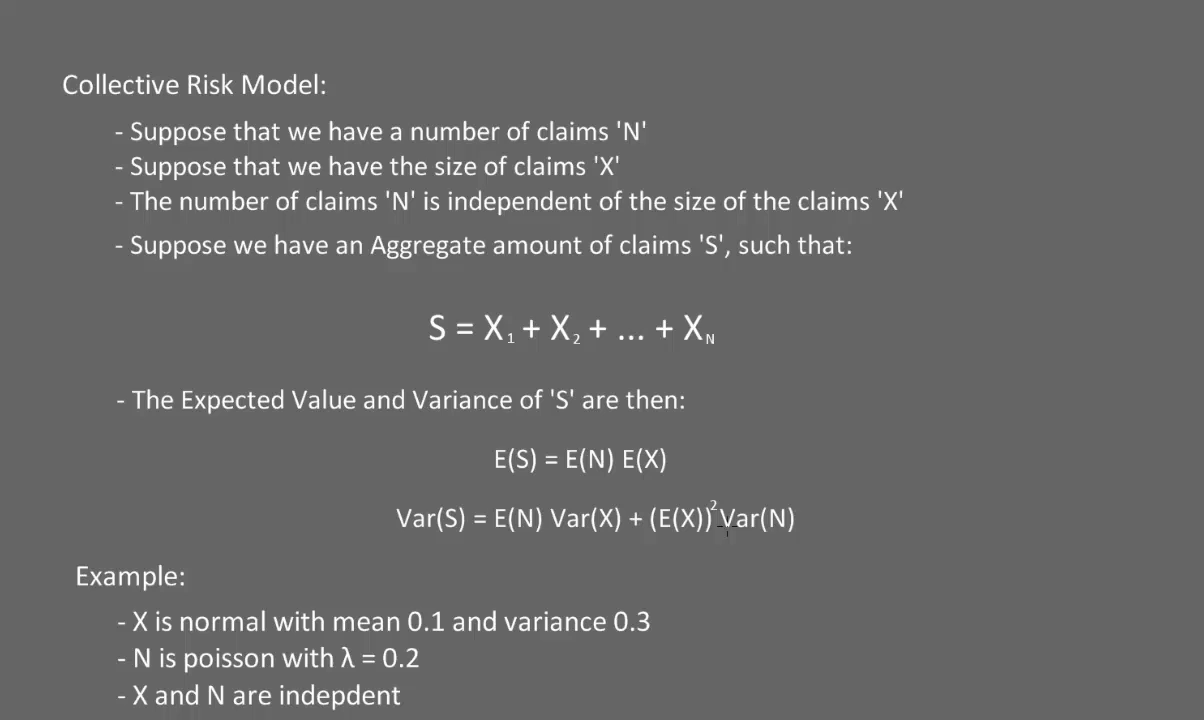 Collective Risk Model:
- Suppose that we have a number of claims 'N'
- Suppose that we have the size of claims 'X'
- The number of claims 'N' is independent of the size of the claims 'X'
- Suppose we have an Aggregate amount of claims 'S', such that:
S = X₁ + X₂ + ... + X_N
- The Expected Value and Variance of 'S' are then:
E(S) = E(N) E(X)
Var(S) = E(N) Var(X) + (E(X))² Var(N)
Example:
- X is normal with mean 0.1 and variance 0.3
- N is poisson with λ = 0.2
- X and N are indepdent